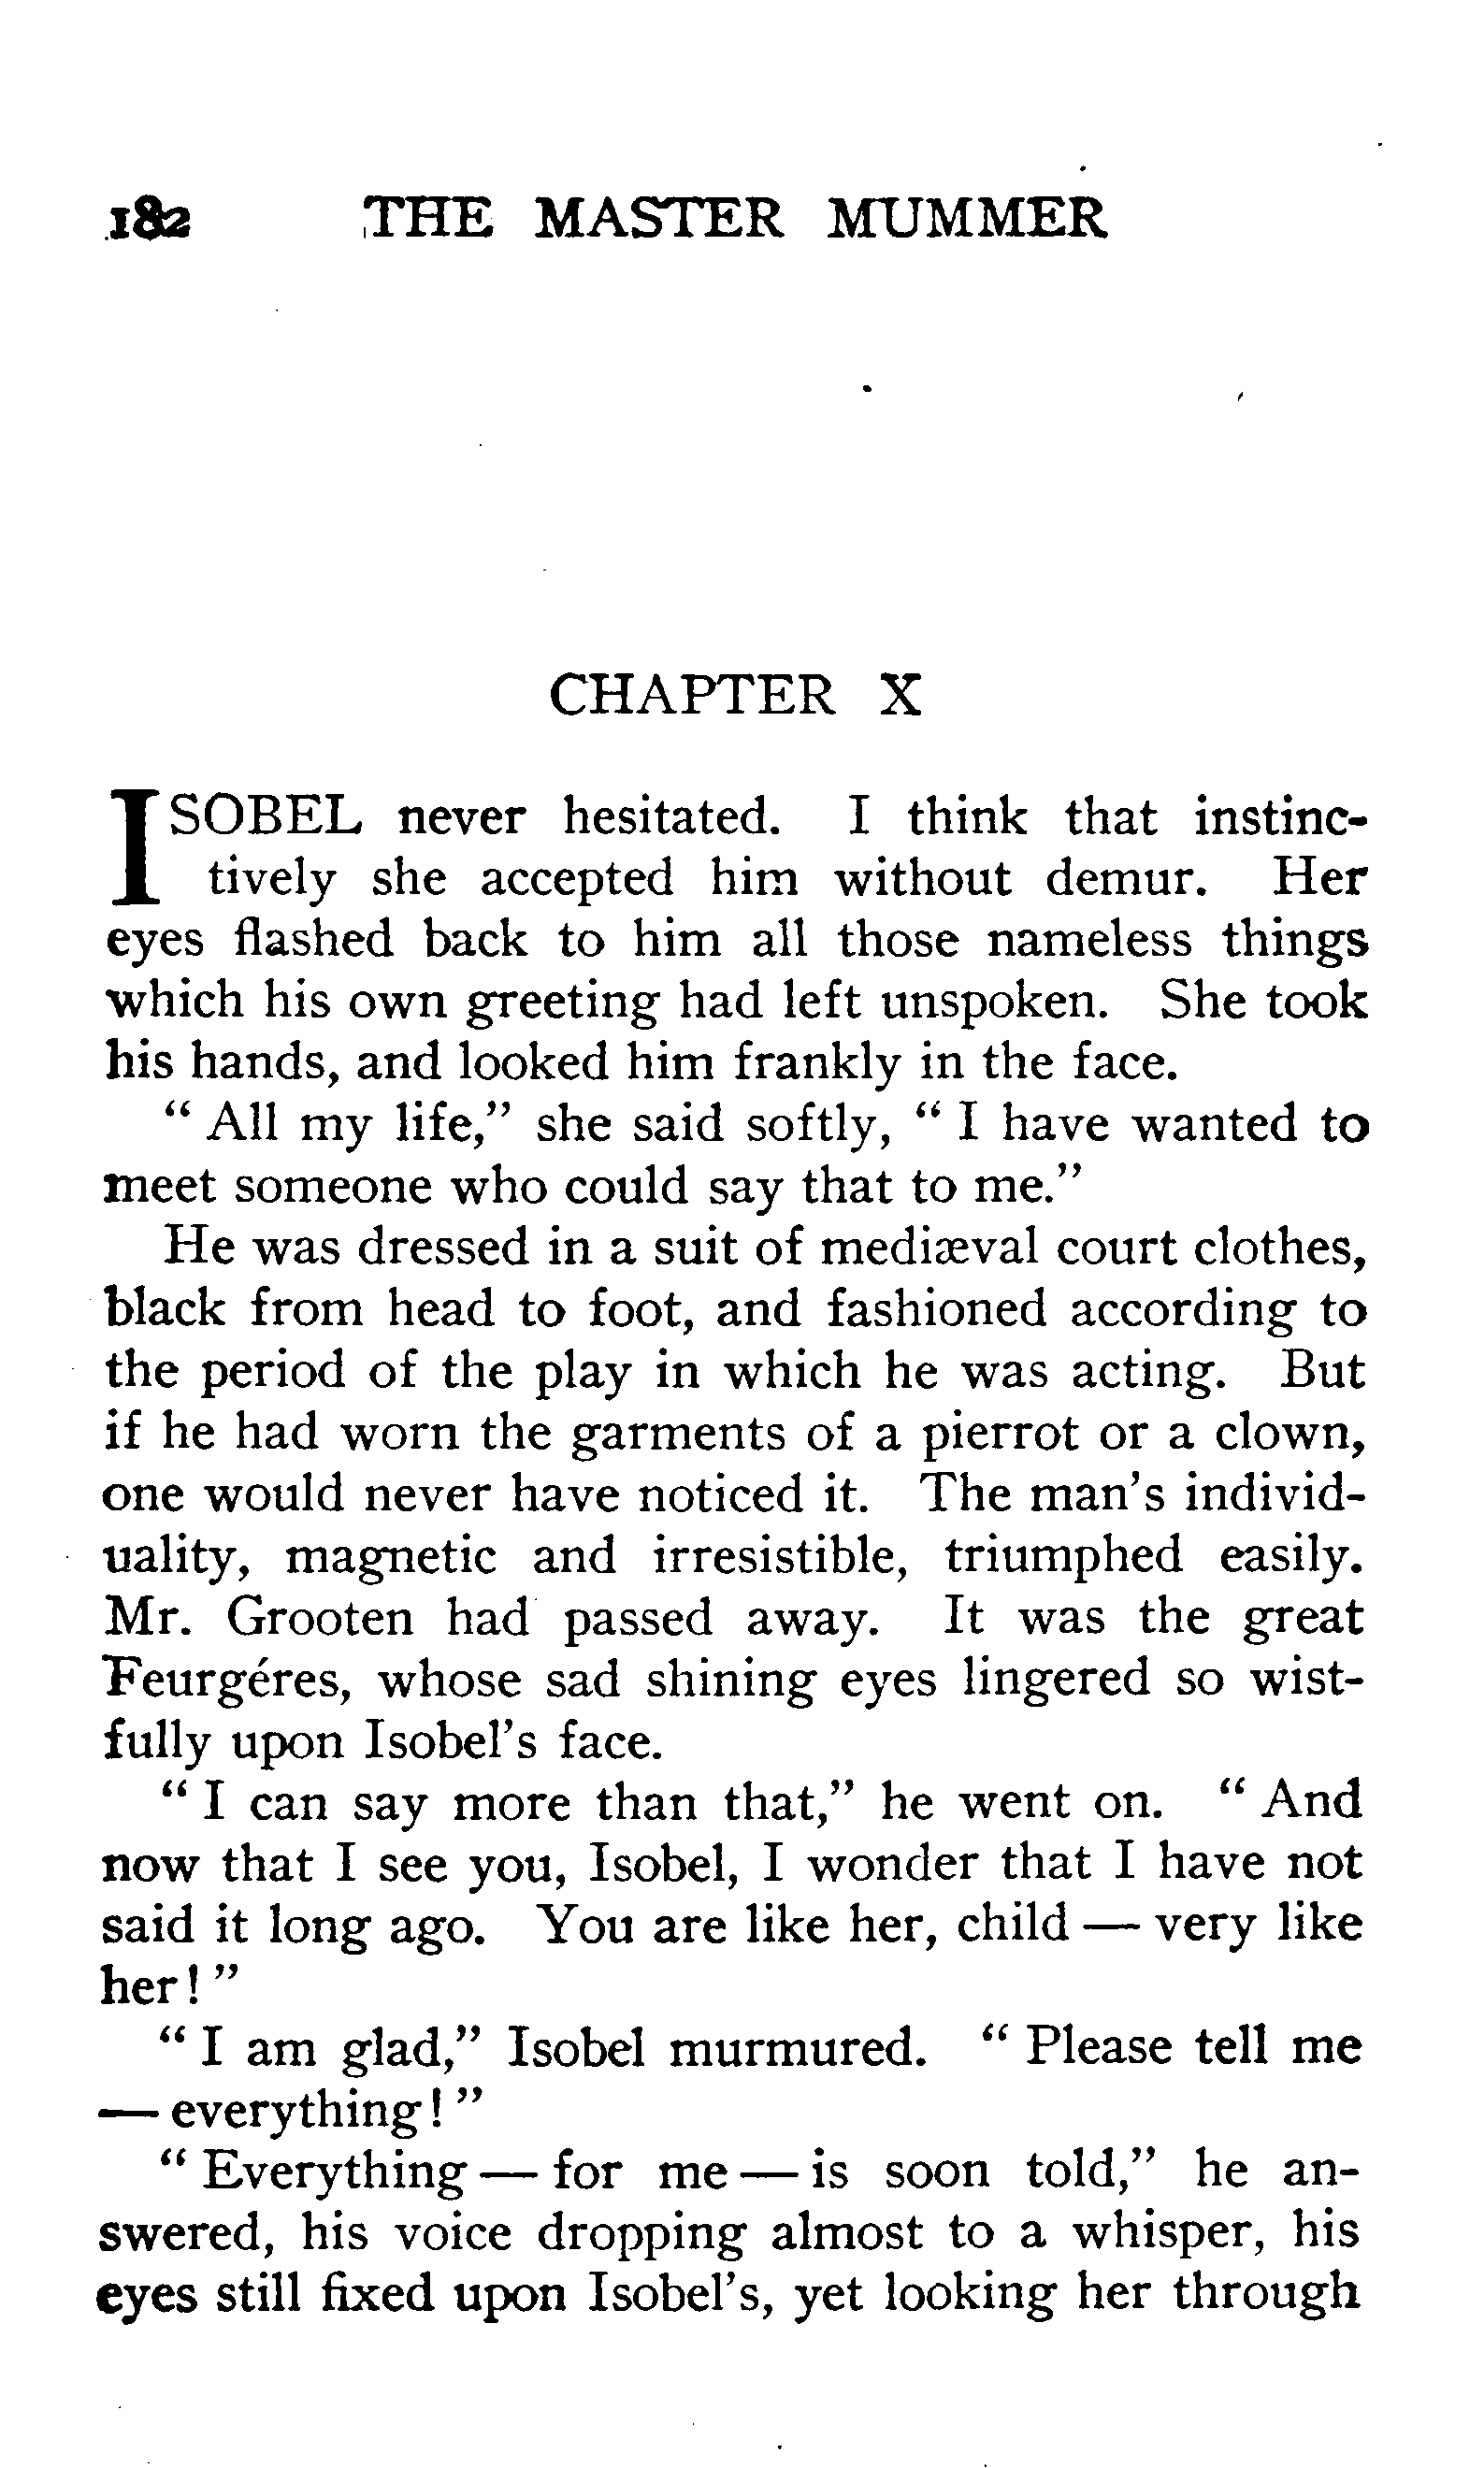 182 THE MASTER MUMMER
CHAPTER X
ISOBEL never hesitated. I think that instinc-
tively she accepted him without demur. Her
eyes flashed back to him all those nameless things
which his own greeting had left unspoken. She took
his hands, and looked him frankly in the face.
" All my life," she said softly, " I have wanted to
meet someone who could say that to me."
He was dressed in a suit of mediæval court clothes,
black from head to foot, and fashioned according to
the period of the play in which he was acting. But
if he had worn the garments of a pierrot or a clown,
one would never have noticed it. The man's individ-
uality, magnetic and irresistible, triumphed easily.
Mr. Grooten had passed away. It was the great
Feurgéres, whose sad shining eyes lingered so wist-
fully upon Isobel's face.
" I can say more than that," he went on. " And
now that I see you, Isobel, I wonder that I have not
said it long ago. You are like her, child — very like
her! "
" I am glad," Isobel murmured. " Please tell me
— everything! "
" Everything — for me — is soon told," he an-
swered, his voice dropping almost to a whisper, his
eyes still fixed upon Isobel's, yet looking her through